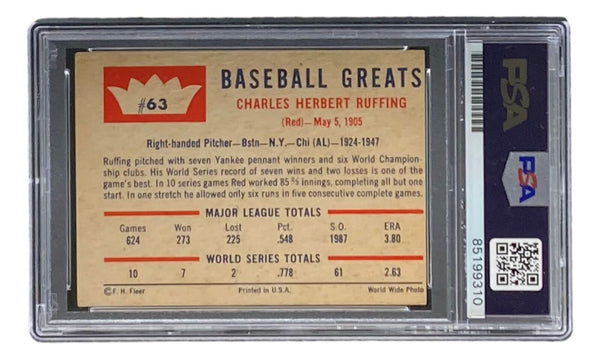 #63
BASEBALL GREATS
CHARLES HERBERT RUFFING
(Red)—May 5, 1905
Right-handed Pitcher—Bstn—N.Y.—Chi (AL)—1924-1947
Ruffing pitched with seven Yankee pennant winners and six World Champion-
ship clubs. His World Series record of seven wins and two losses is one of the
game's best. In 10 series games Red worked 85⅔ innings, completing all but one
start. In one stretch he allowed only six runs in five consecutive complete games.
MAJOR LEAGUE TOTALS
Games Won Lost Pct. S.O. ERA
624 273 225 .548 1987 3.80
WORLD SERIES TOTALS
10 7 2 .778 61 2.63
©F. H. Fleer Printed in U.S.A. World Wide Photo
PSA
PSA
85199310